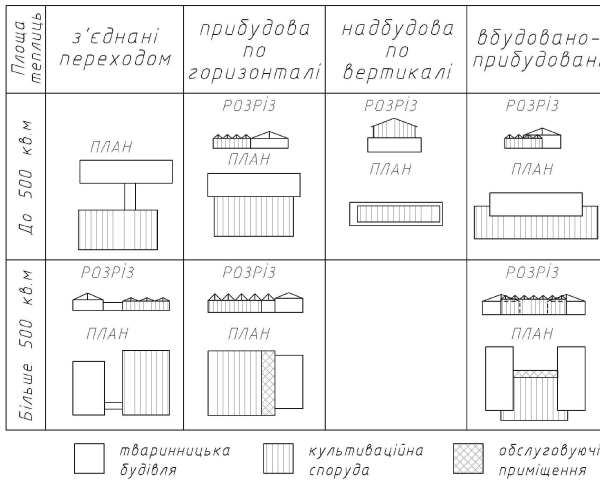 Площа
теплиць
з'єднані
переходом
прибудова
по
горизонталі
надбудова
по
вертикалі
вбудовано-
прибудовані
До 500 кв.м
ПЛАН
РОЗРІЗ
ПЛАН
РОЗРІЗ
ПЛАН
РОЗРІЗ
ПЛАН
Більше 500 кв.м
РОЗРІЗ
ПЛАН
РОЗРІЗ
ПЛАН
РОЗРІЗ
ПЛАН
тваринницька
будівля
культиваційна
споруда
обслуговуючі
приміщення